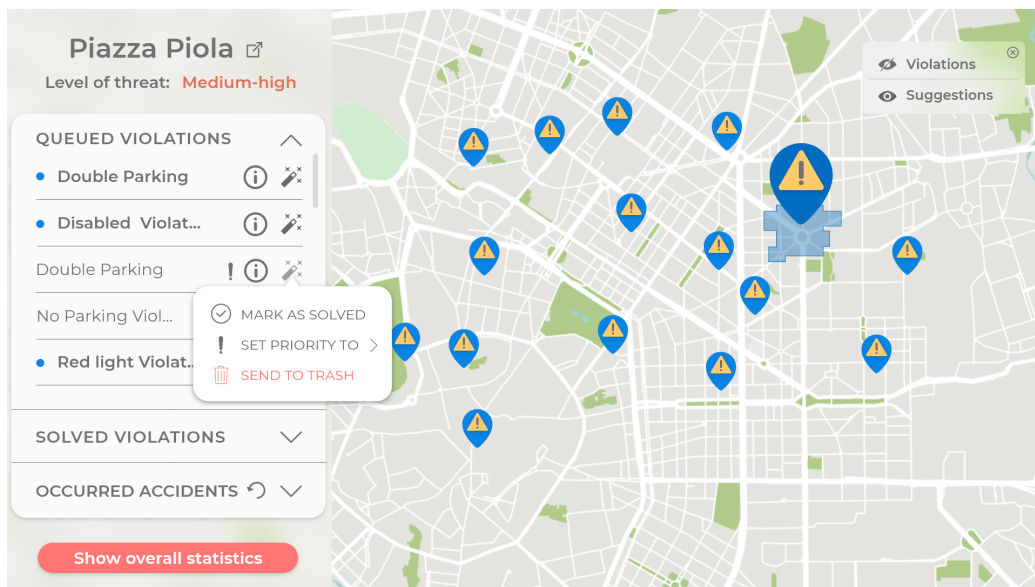 Piazza Piola
Level of threat: Medium-high
QUEUED VIOLATIONS
Double Parking
Disabled Violat...
Double Parking
No Parking Viol...
Red light Violat..
MARK AS SOLVED
SET PRIORITY TO
SEND TO TRASH
SOLVED VIOLATIONS
OCCURRED ACCIDENTS
Show overall statistics
Violations
Suggestions